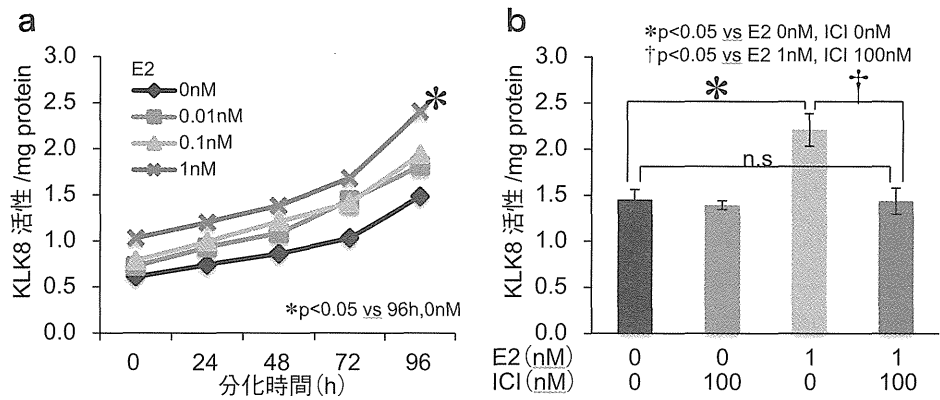 a
E2
0nM
0.01nM
0.1nM
1nM
*
3.0
2.5
2.0
1.5
1.0
0.5
0.0
KLK8 活性 /mg protein
*p<0.05 vs 96h,0nM
0 24 48 72 96
分化時間(h)
b
*p<0.05 vs E2 0nM, ICI 0nM
†p<0.05 vs E2 1nM, ICI 100nM
3.0
2.5
2.0
1.5
1.0
0.5
0.0
KLK8 活性 /mg protein
* ‡
n.s
E2(nM) 0 0 1 1
ICI(nM) 0 100 0 100